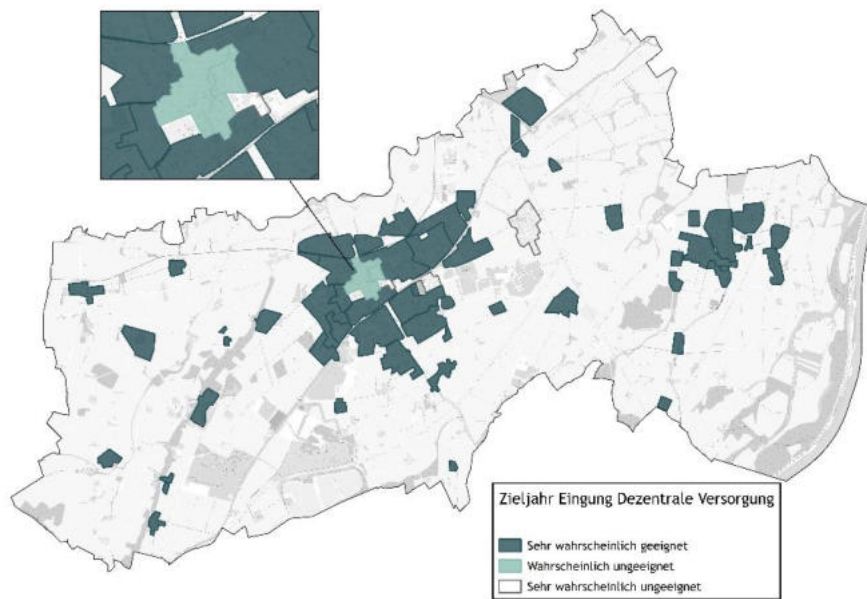 Zieljahr Eingung Dezentrale Versorgung
Sehr wahrscheinlich geeignet
Wahrscheinlich ungeeignet
Sehr wahrscheinlich ungeeignet